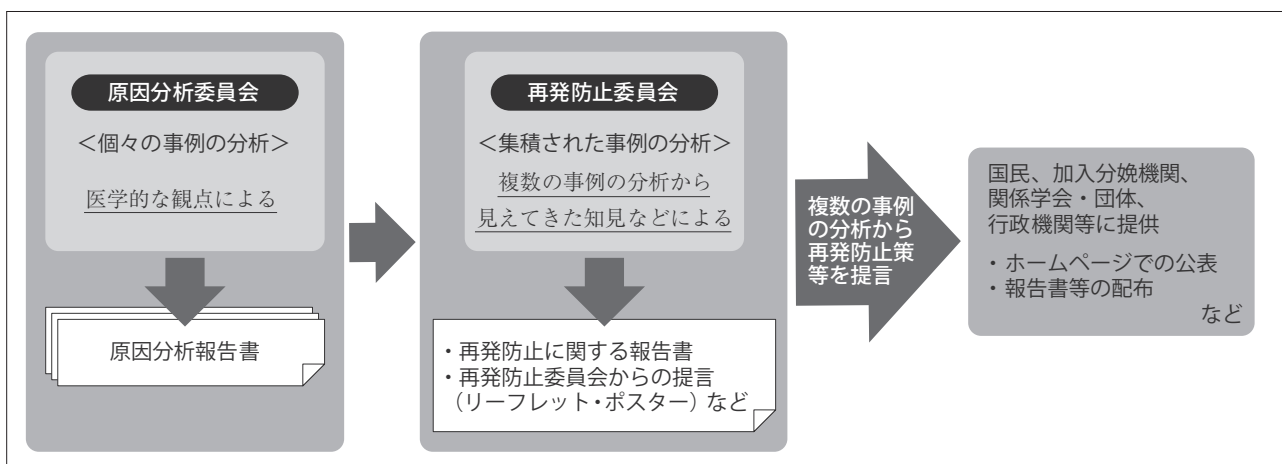 原因分析委員会
＜個々の事例の分析＞
医学的な観点による
原因分析報告書
再発防止委員会
＜集積された事例の分析＞
複数の事例の分析から
見えてきた知見などによる
・再発防止に関する報告書
・再発防止委員会からの提言
（リーフレット・ポスター）など
複数の事例
の分析から
再発防止策
等を提言
国民、加入分娩機関、
関係学会・団体、
行政機関等に提供
・ホームページでの公表
・報告書等の配布
など